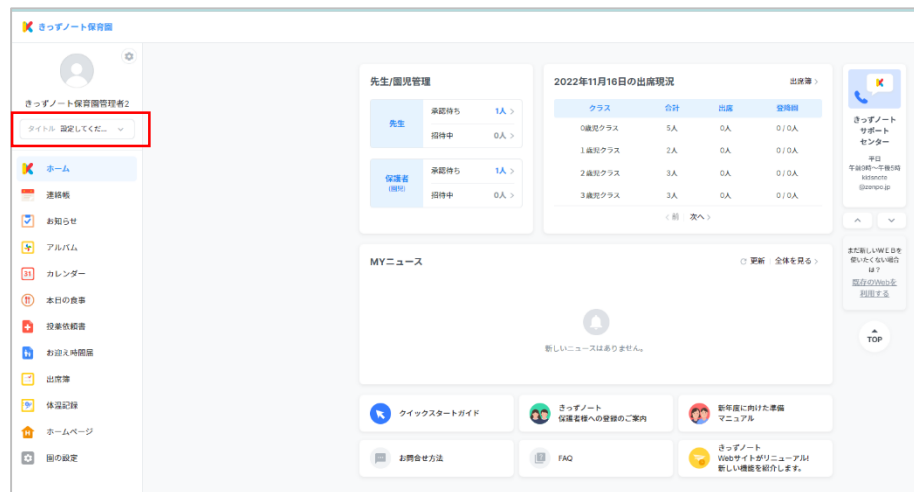 きっずノート保育園
きっずノート保育園管理者2
タイトル 設定してくだ...
ホーム
連絡帳
お知らせ
アルバム
カレンダー
本日の食事
投薬依頼書
お迎え時間届
出席簿
体温記録
ホームページ
園の設定
先生/園児管理
先生
承認待ち 1人 >
招待中 0人 >
保護者
(園児)
承認待ち 1人 >
招待中 0人 >
2022年11月16日の出席現況 出席簿 >
クラス 合計 出席 登降園
0歳児クラス 5人 0人 0 / 0人
1歳児クラス 2人 0人 0 / 0人
2歳児クラス 3人 0人 0 / 0人
3歳児クラス 3人 0人 0 / 0人
< 前 次へ >
MYニュース 更新 全体を見る >
新しいニュースはありません。
クイックスタートガイド
きっずノート
保護者様への登録のご案内
新年度に向けた準備
マニュアル
お問合せ方法
FAQ
きっずノート
Webサイトがリニューアル!
新しい機能を紹介します。
きっずノート
サポート
センター
平日
午前9時〜午後5時
kidsnote
@zenpo.jp
まだ新しいWEBを
使いたくない場合
は?
既存のWebを
利用する
TOP